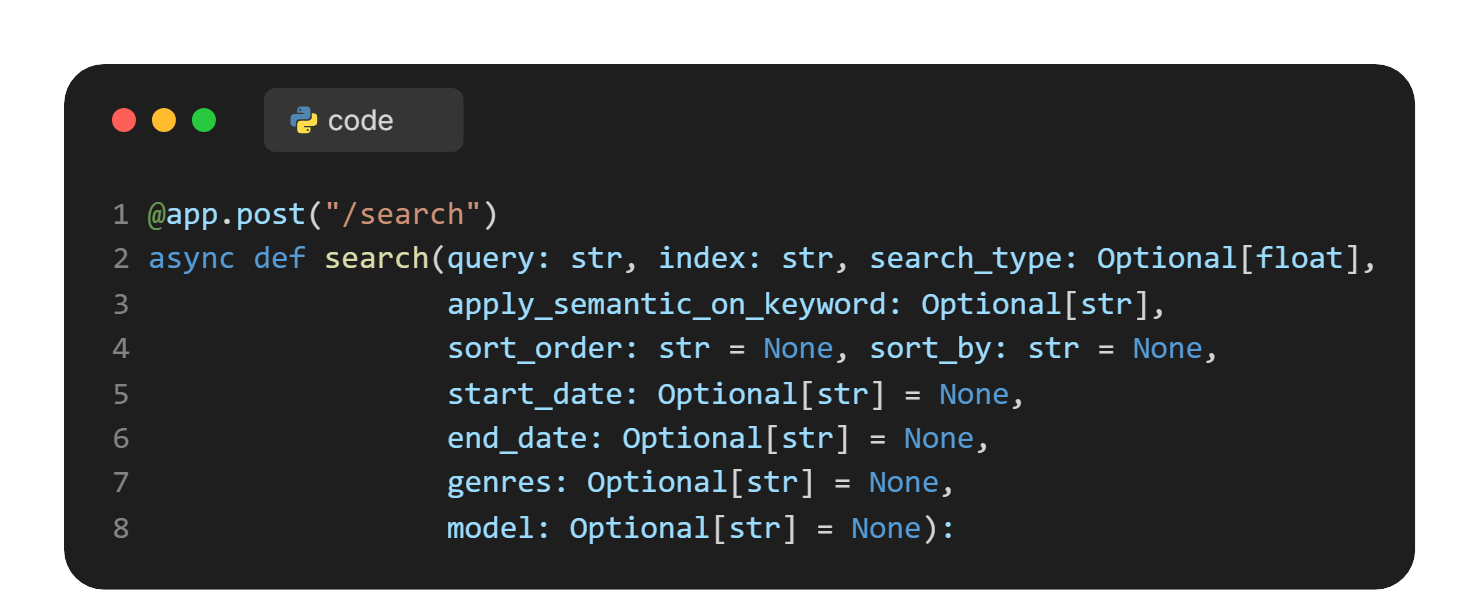 code
1 @app.post("/search")
2 async def search(query: str, index: str, search_type: Optional[float],
3                  apply_semantic_on_keyword: Optional[str],
4                  sort_order: str = None, sort_by: str = None,
5                  start_date: Optional[str] = None,
6                  end_date: Optional[str] = None,
7                  genres: Optional[str] = None,
8                  model: Optional[str] = None):